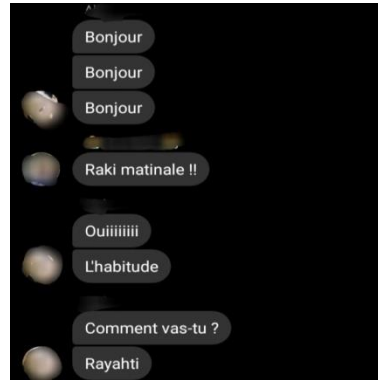 Bonjour
Bonjour
Bonjour
Raki matinale !!
Ouiiiiiiii
L'habitude
Comment vas-tu ?
Rayahti